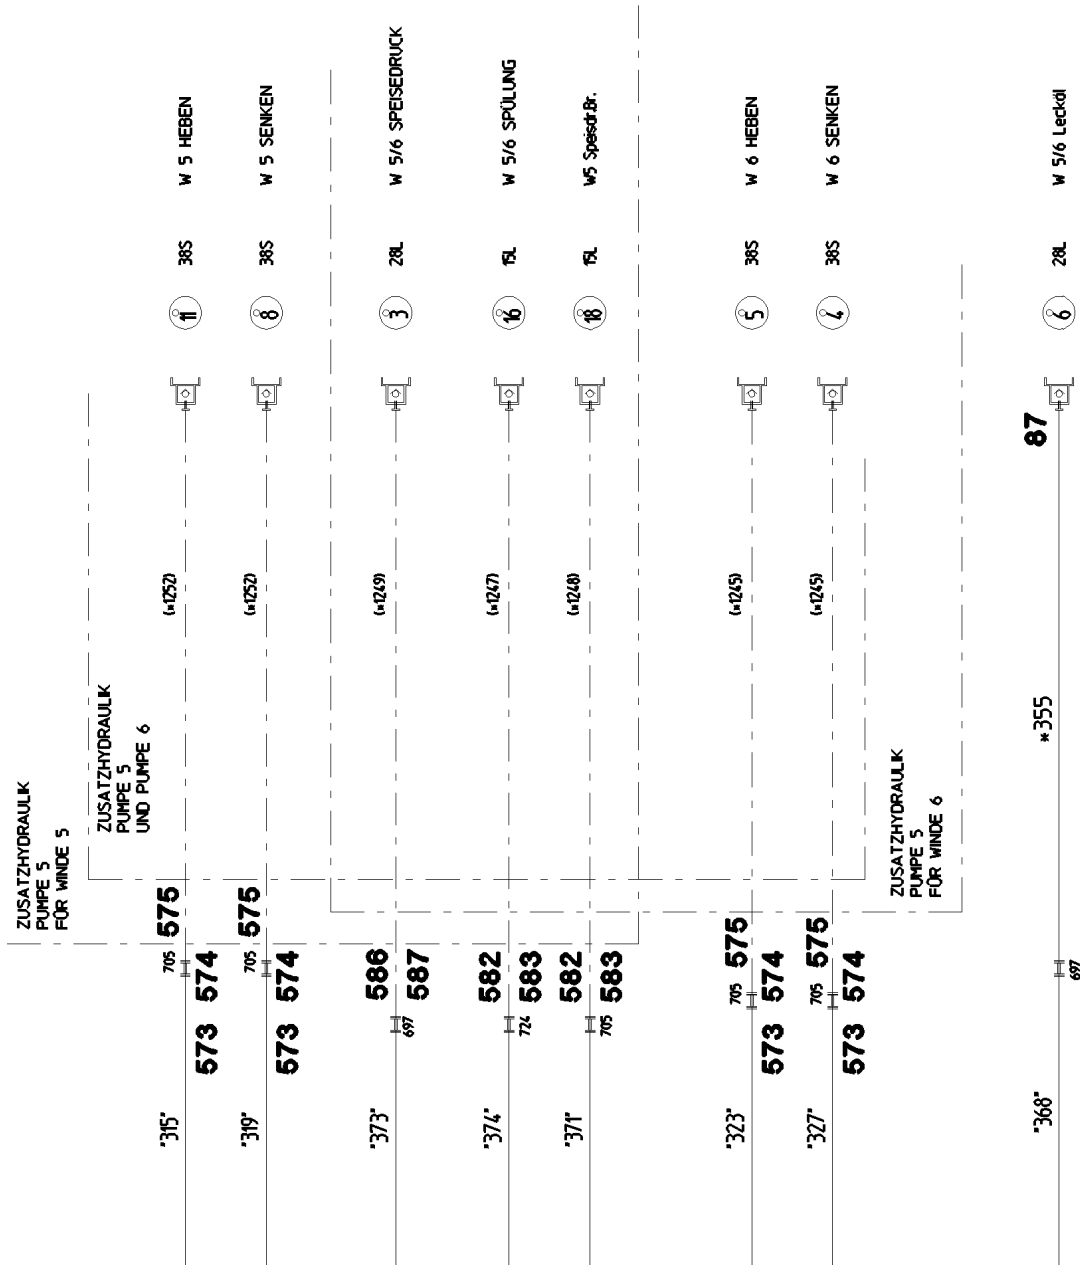 W 5 HEBEN
W 5 SENKEN
W 5/6 SPEISEDRUCK
W 5/6 SPÜLUNG
W5 Speisdr.Br.
W 6 HEBEN
W 6 SENKEN
W 5/6 Lecköl
38S
38S
28L
15L
15L
38S
38S
28L
11
8
3
16
18
5
4
6
87
(*1252)
(*1252)
(*1249)
(*1247)
(*1248)
(*1245)
(*1245)
*355
ZUSATZHYDRAULIK
PUMPE 5
FÜR WINDE 5
ZUSATZHYDRAULIK
PUMPE 5
UND PUMPE 6
ZUSATZHYDRAULIK
PUMPE 5
FÜR WINDE 6
705 575
573 574
705 575
573 574
586
697 587
582
724 583
582
705 583
705 575
573 574
705 575
573 574
697
"315"
"319"
"373"
"374"
"371"
"323"
"327"
"368"